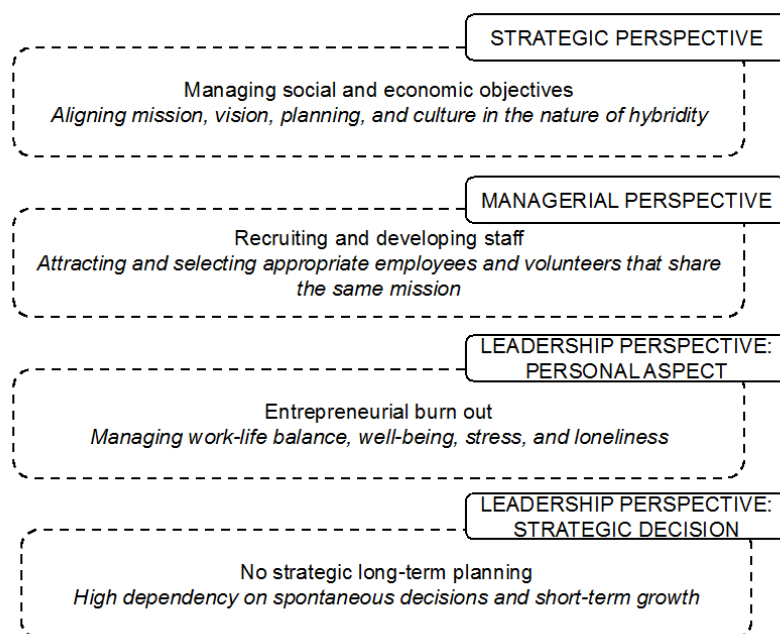 STRATEGIC PERSPECTIVE
Managing social and economic objectives
Aligning mission, vision, planning, and culture in the nature of hybridity
MANAGERIAL PERSPECTIVE
Recruiting and developing staff
Attracting and selecting appropriate employees and volunteers that share
the same mission
LEADERSHIP PERSPECTIVE:
PERSONAL ASPECT
Entrepreneurial burn out
Managing work-life balance, well-being, stress, and loneliness
LEADERSHIP PERSPECTIVE:
STRATEGIC DECISION
No strategic long-term planning
High dependency on spontaneous decisions and short-term growth